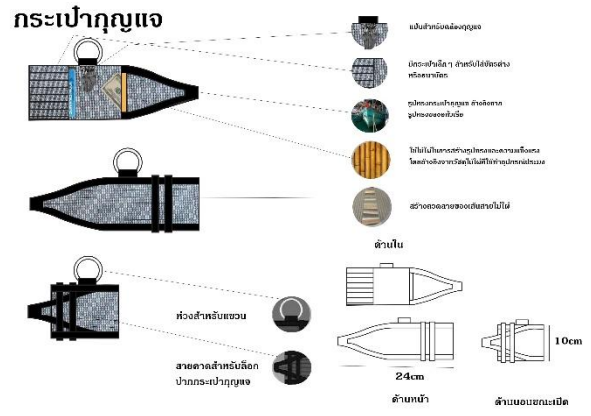 กระเป๋ากุญแจ
แป้นสำหรับคล้องกุญแจ
มีกระเป๋าเล็ก ๆ สำหรับใส่บัตรต่าง
หรือธนาบัตร
รูปทรงกระเป๋ากุญแจ อ้างอิงจาก
รูปทรงของหัวเรือ
ใช้ไม้ไผ่ในการสร้างรูปทรงและความแข็งแรง
โดยอ้างอิงจากวัสดุไม้ไผ่ที่ใช้ทำอุปกรณ์ประมง
สร้างลวดลายของเส้นสายไม้ไผ่
ด้านใน
ห่วงสำหรับแขวน
สายคาดสำหรับล็อก
ปากกระเป๋ากุญแจ
24cm
ด้านหน้า
10cm
ด้านบนขณะเปิด